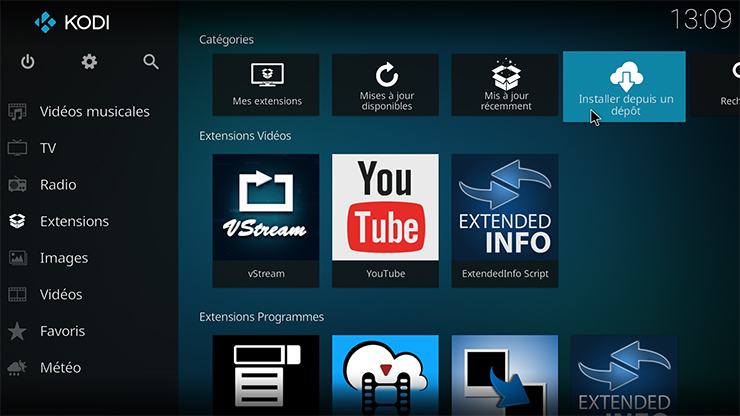 KODI
13:09
Catégories
Mes extensions
Mises à jour
disponibles
Mis à jour
récemment
Installer depuis un
dépôt
Rech
Vidéos musicales
TV
Radio
Extensions
Images
Vidéos
Favoris
Météo
Extensions Vidéos
VStream
You
Tube
EXTENDED
INFO
vStream
YouTube
ExtendedInfo Script
Extensions Programmes
EXTENDED
INFO